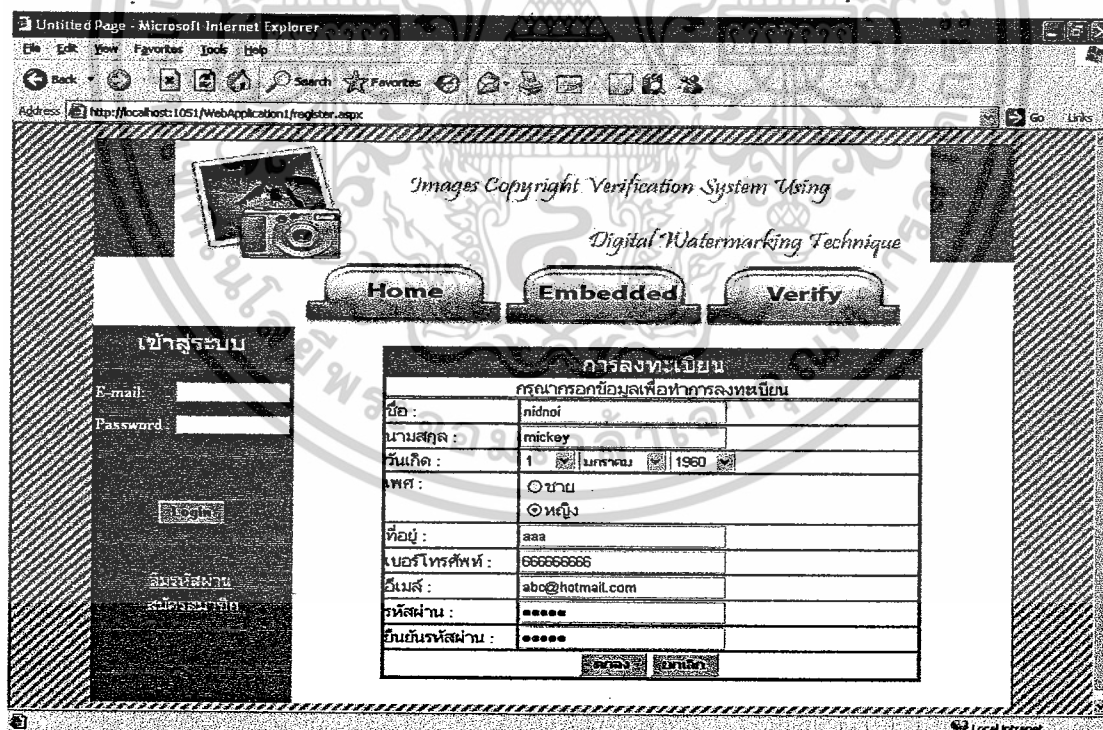 Untitled Page - Microsoft Internet Explorer
File Edit View Favorites Tools Help
Back Search Favorites
Address http://localhost:1051/WebApplication1/register.aspx Go Links
Images Copyright Verification System Using
Digital Watermarking Technique
Home Embedded Verify
เข้าสู่ระบบ
E-mail:
Password
Login
ลืมรหัสผ่าน
สมัครสมาชิก
การลงทะเบียน
กรุณากรอกข้อมูลเพื่อทำการลงทะเบียน
ชื่อ : nidnoi
นามสกุล : mickey
วันเกิด : 1 มกราคม 1960
เพศ : ชาย
หญิง
ที่อยู่ : aaa
เบอร์โทรศัพท์ : 666666666
อีเมล์ : abc@hotmail.com
รหัสผ่าน : •••••
ยืนยันรหัสผ่าน : •••••
ตกลง ยกเลิก
Local intranet